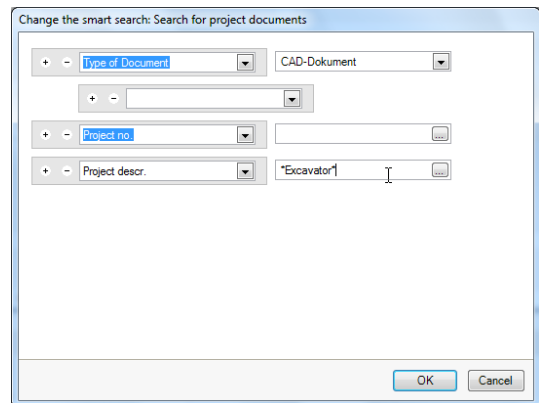 Change the smart search: Search for project documents
+ - Type of Document CAD-Dokument
+ -
+ - Project no. ...
+ - Project descr. *Excavator* ...
OK Cancel